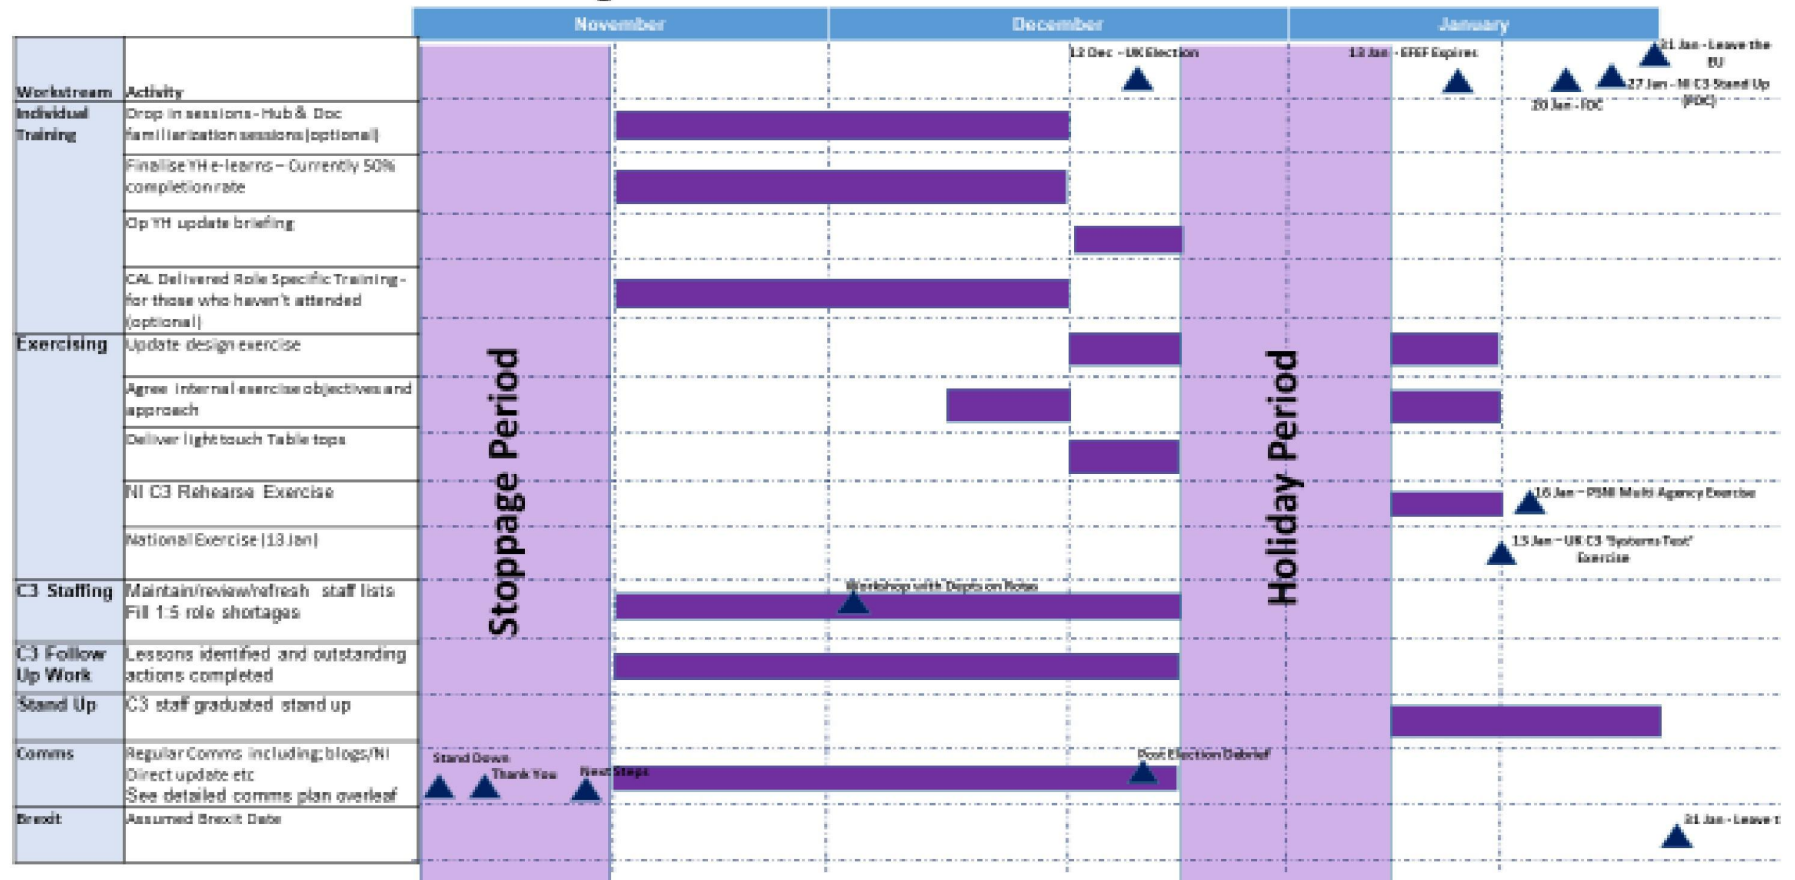 November December January
12 Dec - UK Election
13 Jan - EFEF Expires
31 Jan - Leave the
EU
27 Jan - NI C3 Stand Up
(FOC)
20 Jan - IOC
Workstream Activity
Individual
Training
Drop in sessions - Hub & Doc
familiarization sessions (optional)
Finalise YH e-learns – Currently 50%
completion rate
Op YH update briefing
CAL Delivered Role Specific Training -
for those who haven't attended
(optional)
Exercising
Update design exercise
Agree internal exercise objectives and
approach
Deliver light touch Table tops
NI C3 Rehearse Exercise
16 Jan – PSNI Multi Agency Exercise
National Exercise (13 Jan)
13 Jan – UK C3 'Systems Test'
Exercise
Stoppage Period
Holiday Period
C3 Staffing
Maintain/review/refresh staff lists
Fill 1:5 role shortages
Workshop with Depts on Rotas
C3 Follow
Up Work
Lessons identified and outstanding
actions completed
Stand Up
C3 staff graduated stand up
Comms
Regular Comms including; blogs/NI
Direct update etc
See detailed comms plan overleaf
Stand Down
Thank You
Next Steps
Post Election Debrief
Brexit
Assumed Brexit Date
31 Jan - Leave t